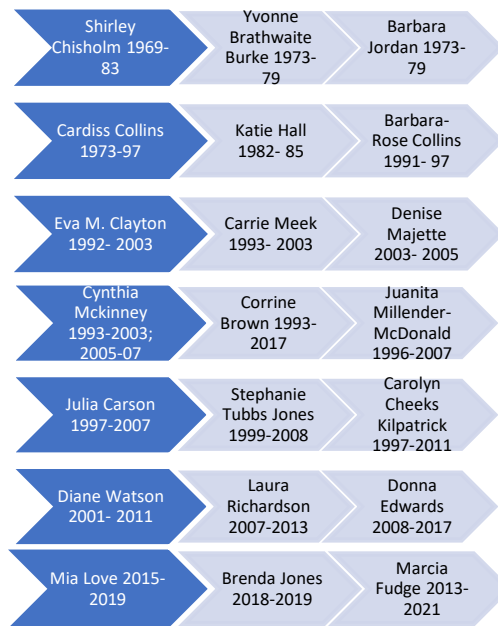 Shirley
Chisholm 1969-
83
Yvonne
Brathwaite
Burke 1973-
79
Barbara
Jordan 1973-
79
Cardiss Collins
1973-97
Katie Hall
1982- 85
Barbara-
Rose Collins
1991- 97
Eva M. Clayton
1992- 2003
Carrie Meek
1993- 2003
Denise
Majette
2003- 2005
Cynthia
Mckinney
1993-2003;
2005-07
Corrine
Brown 1993-
2017
Juanita
Millender-
McDonald
1996-2007
Julia Carson
1997-2007
Stephanie
Tubbs Jones
1999-2008
Carolyn
Cheeks
Kilpatrick
1997-2011
Diane Watson
2001- 2011
Laura
Richardson
2007-2013
Donna
Edwards
2008-2017
Mia Love 2015-
2019
Brenda Jones
2018-2019
Marcia
Fudge 2013-
2021